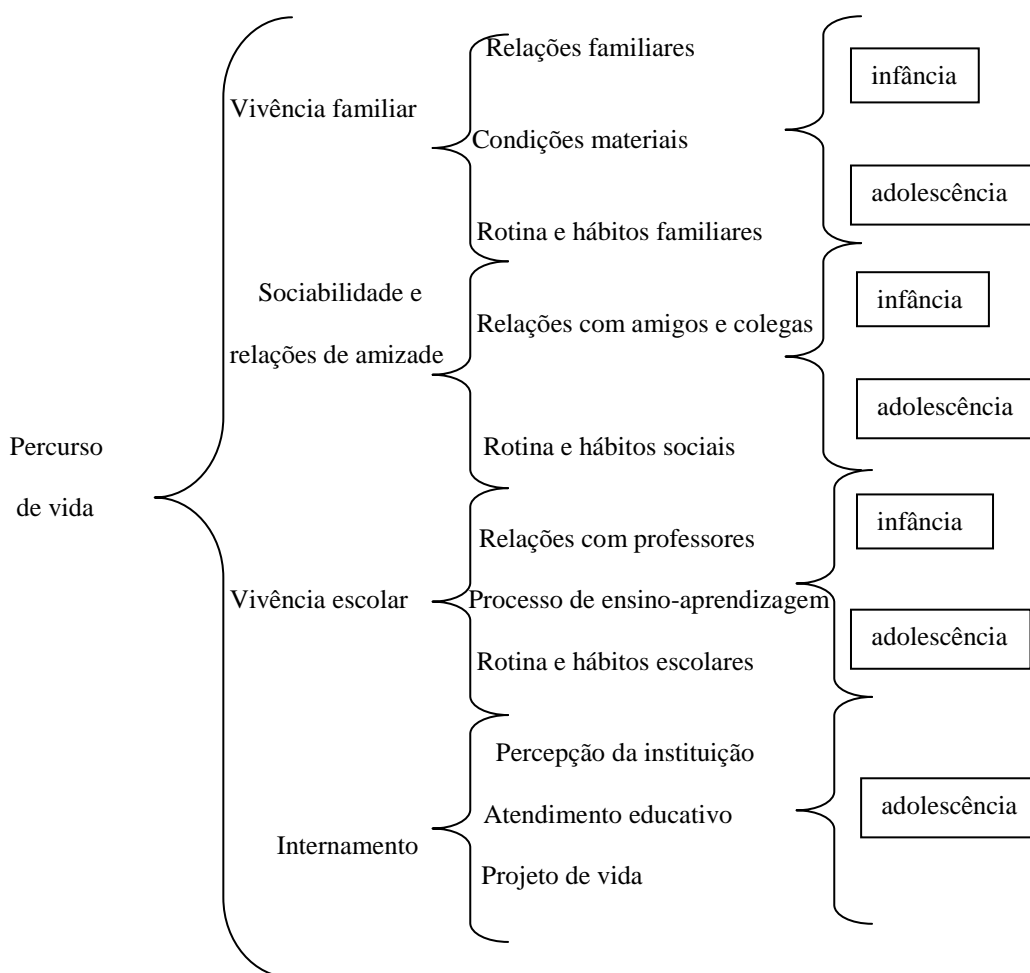 Relações familiares
infância
Vivência familiar
Condições materiais
adolescência
Rotina e hábitos familiares
Sociabilidade e
relações de amizade
infância
Relações com amigos e colegas
adolescência
Rotina e hábitos sociais
Percurso
de vida
infância
Relações com professores
Vivência escolar
Processo de ensino-aprendizagem
adolescência
Rotina e hábitos escolares
Percepção da instituição
adolescência
Atendimento educativo
Internamento
Projeto de vida